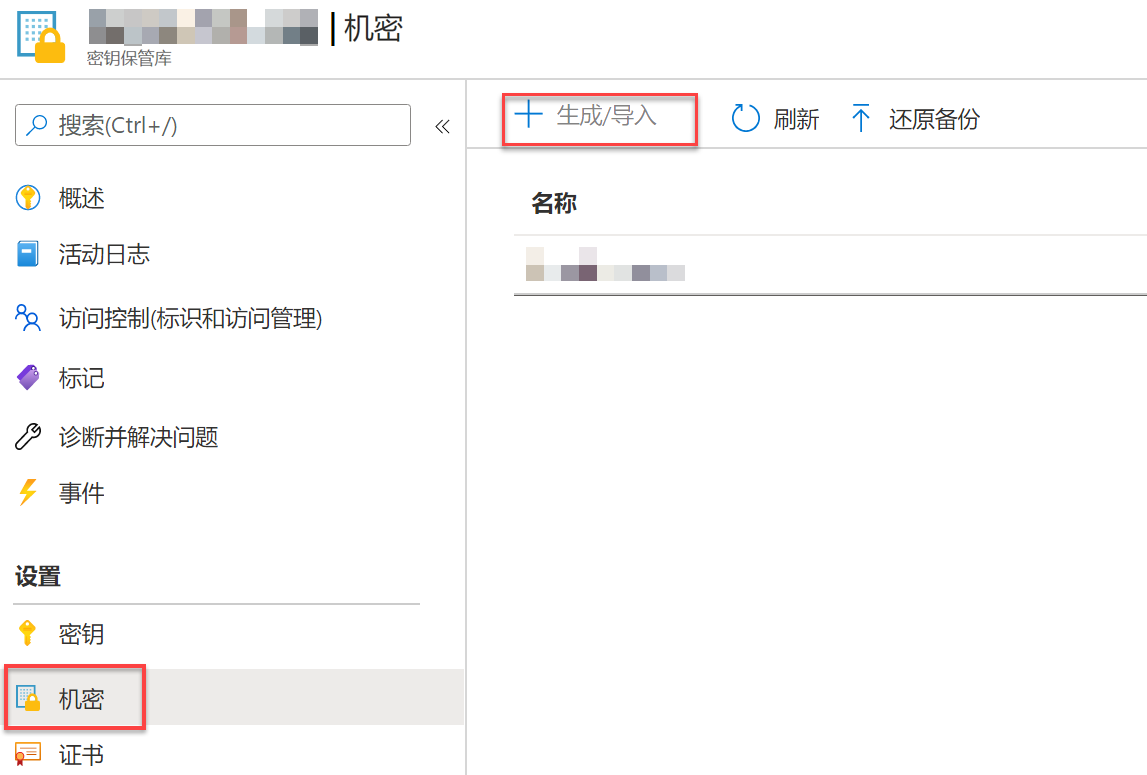 | 机密
密钥保管库
搜索(Ctrl+/)
«
生成/导入
刷新
还原备份
概述
活动日志
访问控制(标识和访问管理)
标记
诊断并解决问题
事件
设置
密钥
机密
证书
名称